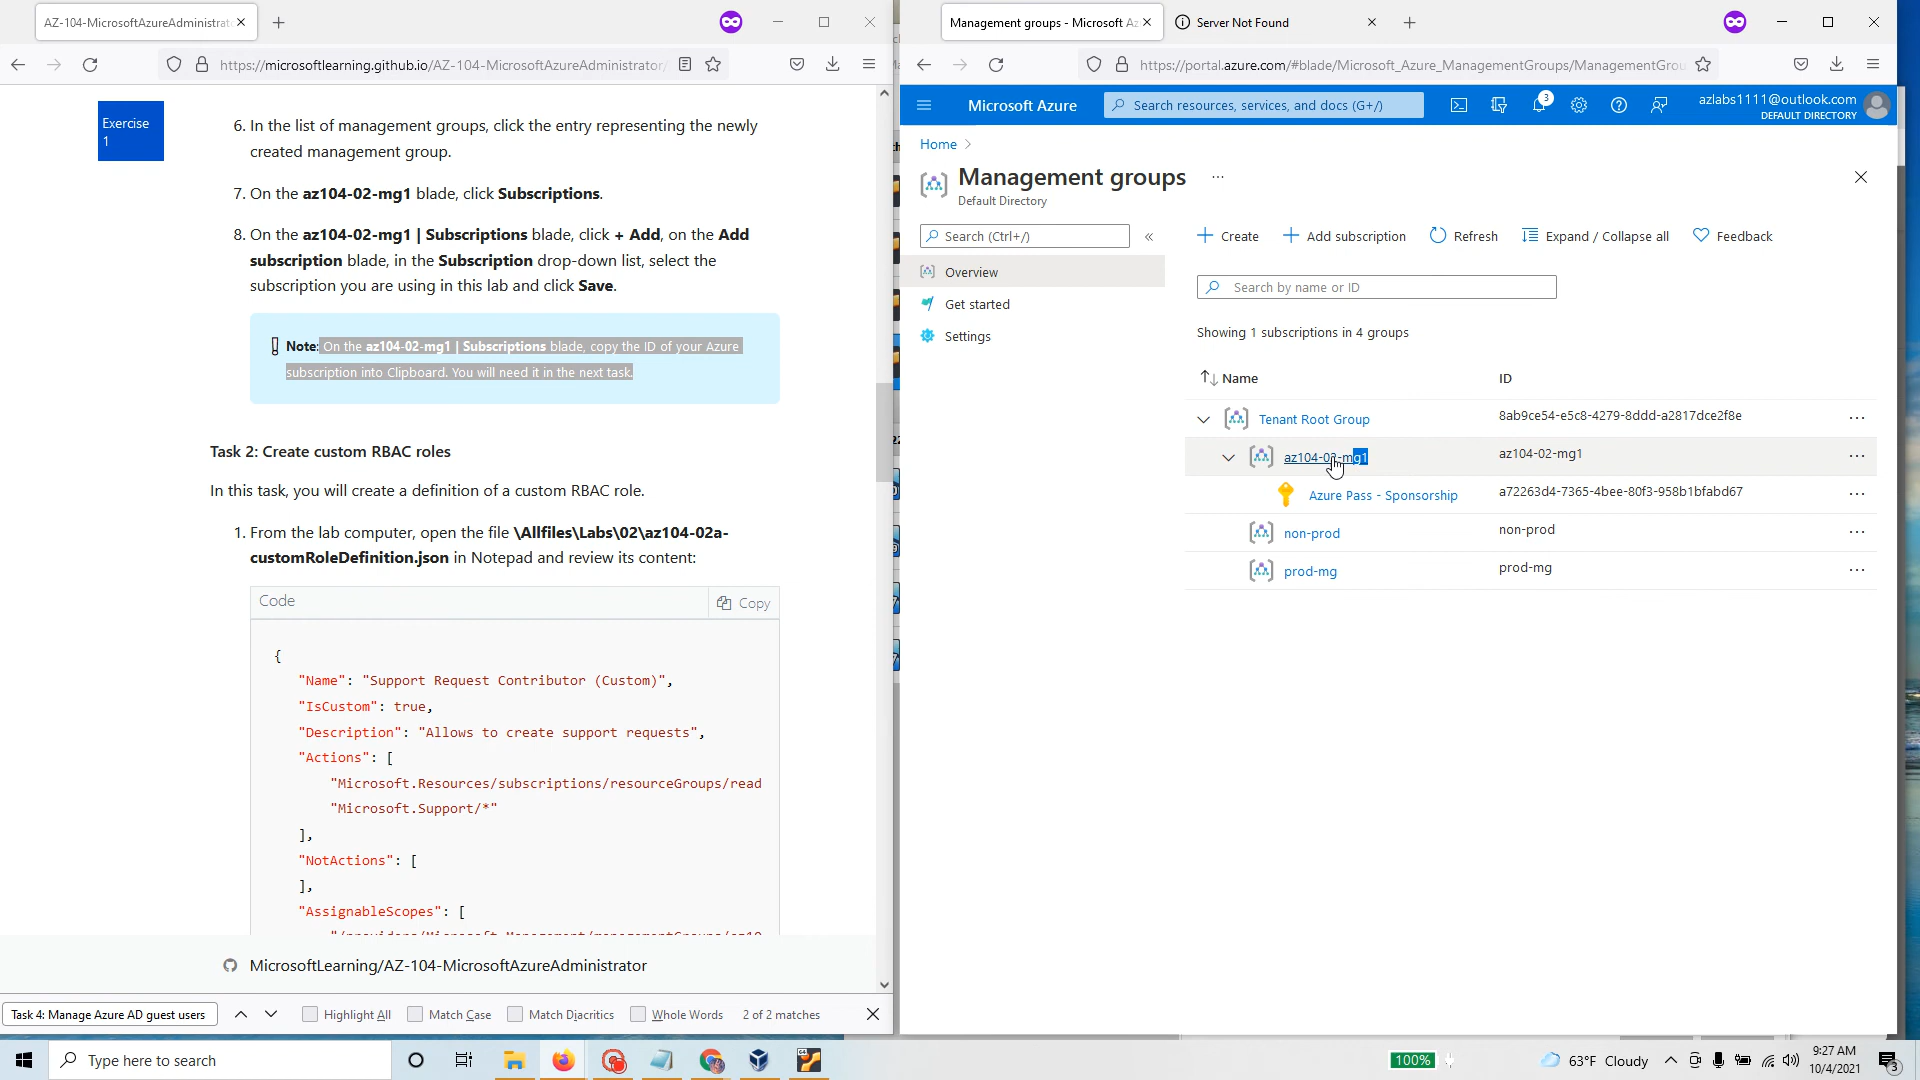 AZ-104-MicrosoftAzureAdministrat
https://microsoftlearning.github.io/AZ-104-MicrosoftAzureAdministrator/
Exercise
1
6. In the list of management groups, click the entry representing the newly
created management group.
7. On the az104-02-mg1 blade, click Subscriptions.
8. On the az104-02-mg1 | Subscriptions blade, click + Add, on the Add
subscription blade, in the Subscription drop-down list, select the
subscription you are using in this lab and click Save.
Note: On the az104-02-mg1 | Subscriptions blade, copy the ID of your Azure
subscription into Clipboard. You will need it in the next task.
Task 2: Create custom RBAC roles
In this task, you will create a definition of a custom RBAC role.
1. From the lab computer, open the file \Allfiles\Labs\02\az104-02a-
customRoleDefinition.json in Notepad and review its content:
Code
Copy
{
"Name": "Support Request Contributor (Custom)",
"IsCustom": true,
"Description": "Allows to create support requests",
"Actions": [
"Microsoft.Resources/subscriptions/resourceGroups/read
"Microsoft.Support/*"
],
"NotActions": [
],
"AssignableScopes": [
"/providers/Microsoft.Management/managementGroups/az10
MicrosoftLearning/AZ-104-MicrosoftAzureAdministrator
Task 4: Manage Azure AD guest users
Highlight All
Match Case
Match Diacritics
Whole Words
2 of 2 matches
Management groups - Microsoft Az
Server Not Found
https://portal.azure.com/#blade/Microsoft_Azure_ManagementGroups/ManagementGrou
Microsoft Azure
Search resources, services, and docs (G+/)
3
azlabs1111@outlook.com
DEFAULT DIRECTORY
Home
Management groups
Default Directory
Search (Ctrl+/)
Overview
Get started
Settings
Create
Add subscription
Refresh
Expand / Collapse all
Feedback
Search by name or ID
Showing 1 subscriptions in 4 groups
Name ID
Tenant Root Group 8ab9ce54-e5c8-4279-8ddd-a2817dce2f8e
az104-02-mg1 az104-02-mg1
Azure Pass - Sponsorship a72263d4-7365-4bee-80f3-958b1bfabd67
non-prod non-prod
prod-mg prod-mg
Type here to search
100%
63°F Cloudy
9:27 AM
10/4/2021
3